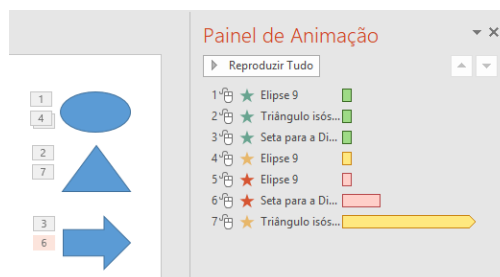 Painel de Animação
Reproduzir Tudo
1 Elipse 9
2 Triângulo isós...
3 Seta para a Di...
4 Elipse 9
5 Elipse 9
6 Seta para a Di...
7 Triângulo isós...
1
4
2
7
3
6